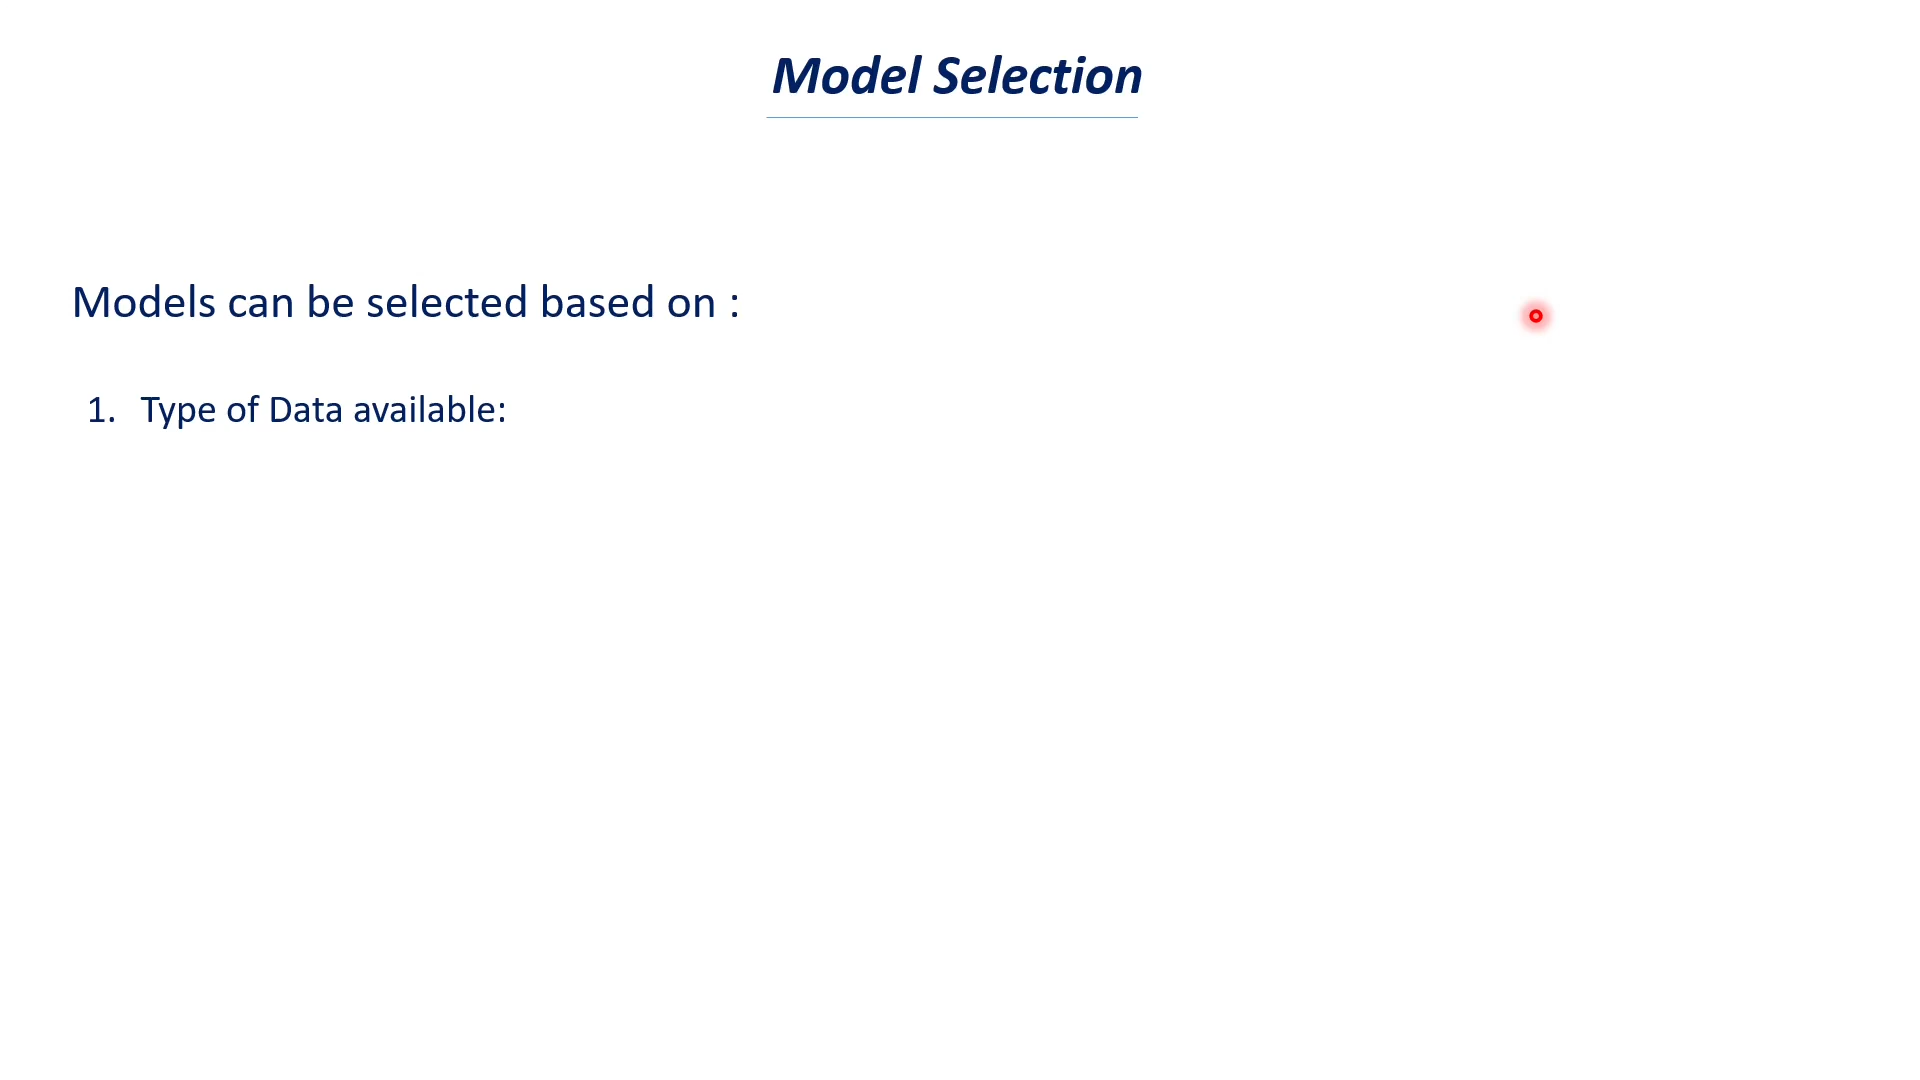 Model Selection
Models can be selected based on :
1. Type of Data available: